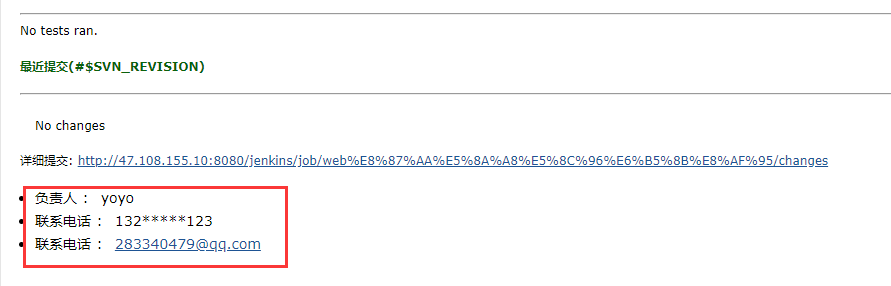 No tests ran.
最近提交(#$SVN_REVISION)
No changes
详细提交: http://47.108.155.10:8080/jenkins/job/web%E8%87%AA%E5%8A%A8%E5%8C%96%E6%B5%8B%E8%AF%95/changes
负责人 ： yoyo
联系电话 ： 132*****123
联系电话 ： 283340479@qq.com